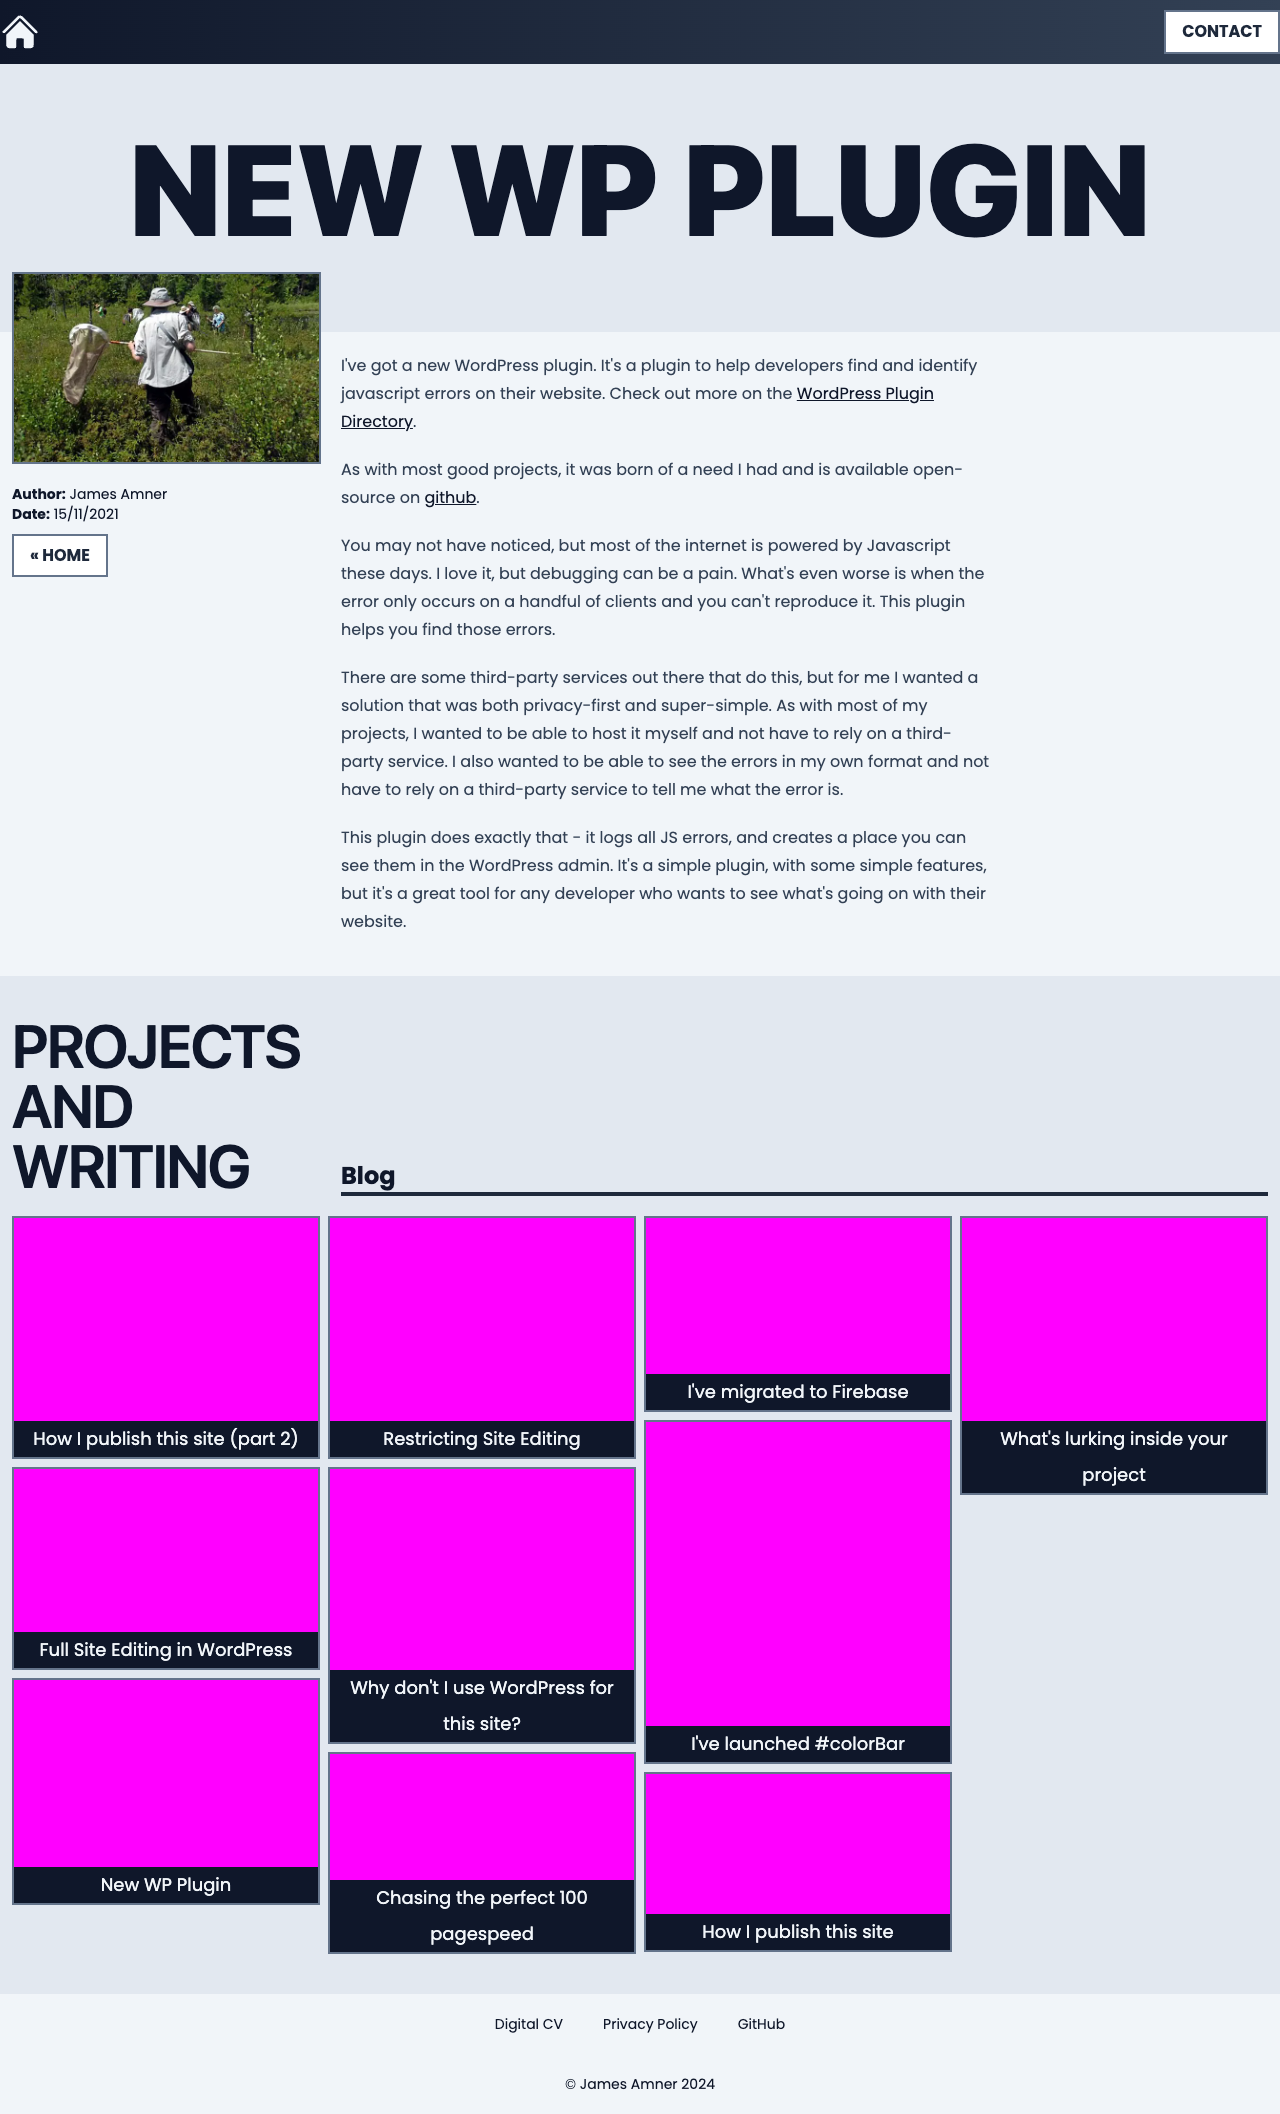 CONTACT
NEW WP PLUGIN
Author: James Amner
Date: 15/11/2021
« HOME
I've got a new WordPress plugin. It's a plugin to help developers find and identify
javascript errors on their website. Check out more on the WordPress Plugin
Directory.
As with most good projects, it was born of a need I had and is available open-
source on github.
You may not have noticed, but most of the internet is powered by Javascript
these days. I love it, but debugging can be a pain. What's even worse is when the
error only occurs on a handful of clients and you can't reproduce it. This plugin
helps you find those errors.
There are some third-party services out there that do this, but for me I wanted a
solution that was both privacy-first and super-simple. As with most of my
projects, I wanted to be able to host it myself and not have to rely on a third-
party service. I also wanted to be able to see the errors in my own format and not
have to rely on a third-party service to tell me what the error is.
This plugin does exactly that - it logs all JS errors, and creates a place you can
see them in the WordPress admin. It's a simple plugin, with some simple features,
but it's a great tool for any developer who wants to see what's going on with their
website.
PROJECTS
AND
WRITING
Blog
How I publish this site (part 2)
Full Site Editing in WordPress
New WP Plugin
Restricting Site Editing
Why don't I use WordPress for
this site?
Chasing the perfect 100
pagespeed
I've migrated to Firebase
I've launched #colorBar
How I publish this site
What's lurking inside your
project
Digital CV
Privacy Policy
GitHub
© James Amner 2024